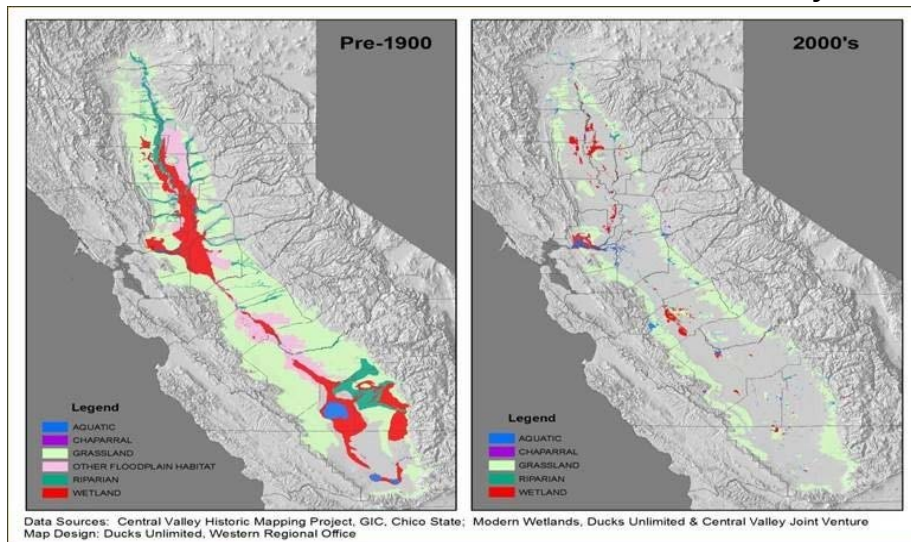 Pre-1900
2000's
Legend
AQUATIC
CHAPARRAL
GRASSLAND
OTHER FLOODPLAIN HABITAT
RIPARIAN
WETLAND
Legend
AQUATIC
CHAPARRAL
GRASSLAND
RIPARIAN
WETLAND
Data Sources: Central Valley Historic Mapping Project, GIC, Chico State; Modern Wetlands, Ducks Unlimited & Central Valley Joint Venture
Map Design: Ducks Unlimited, Western Regional Office